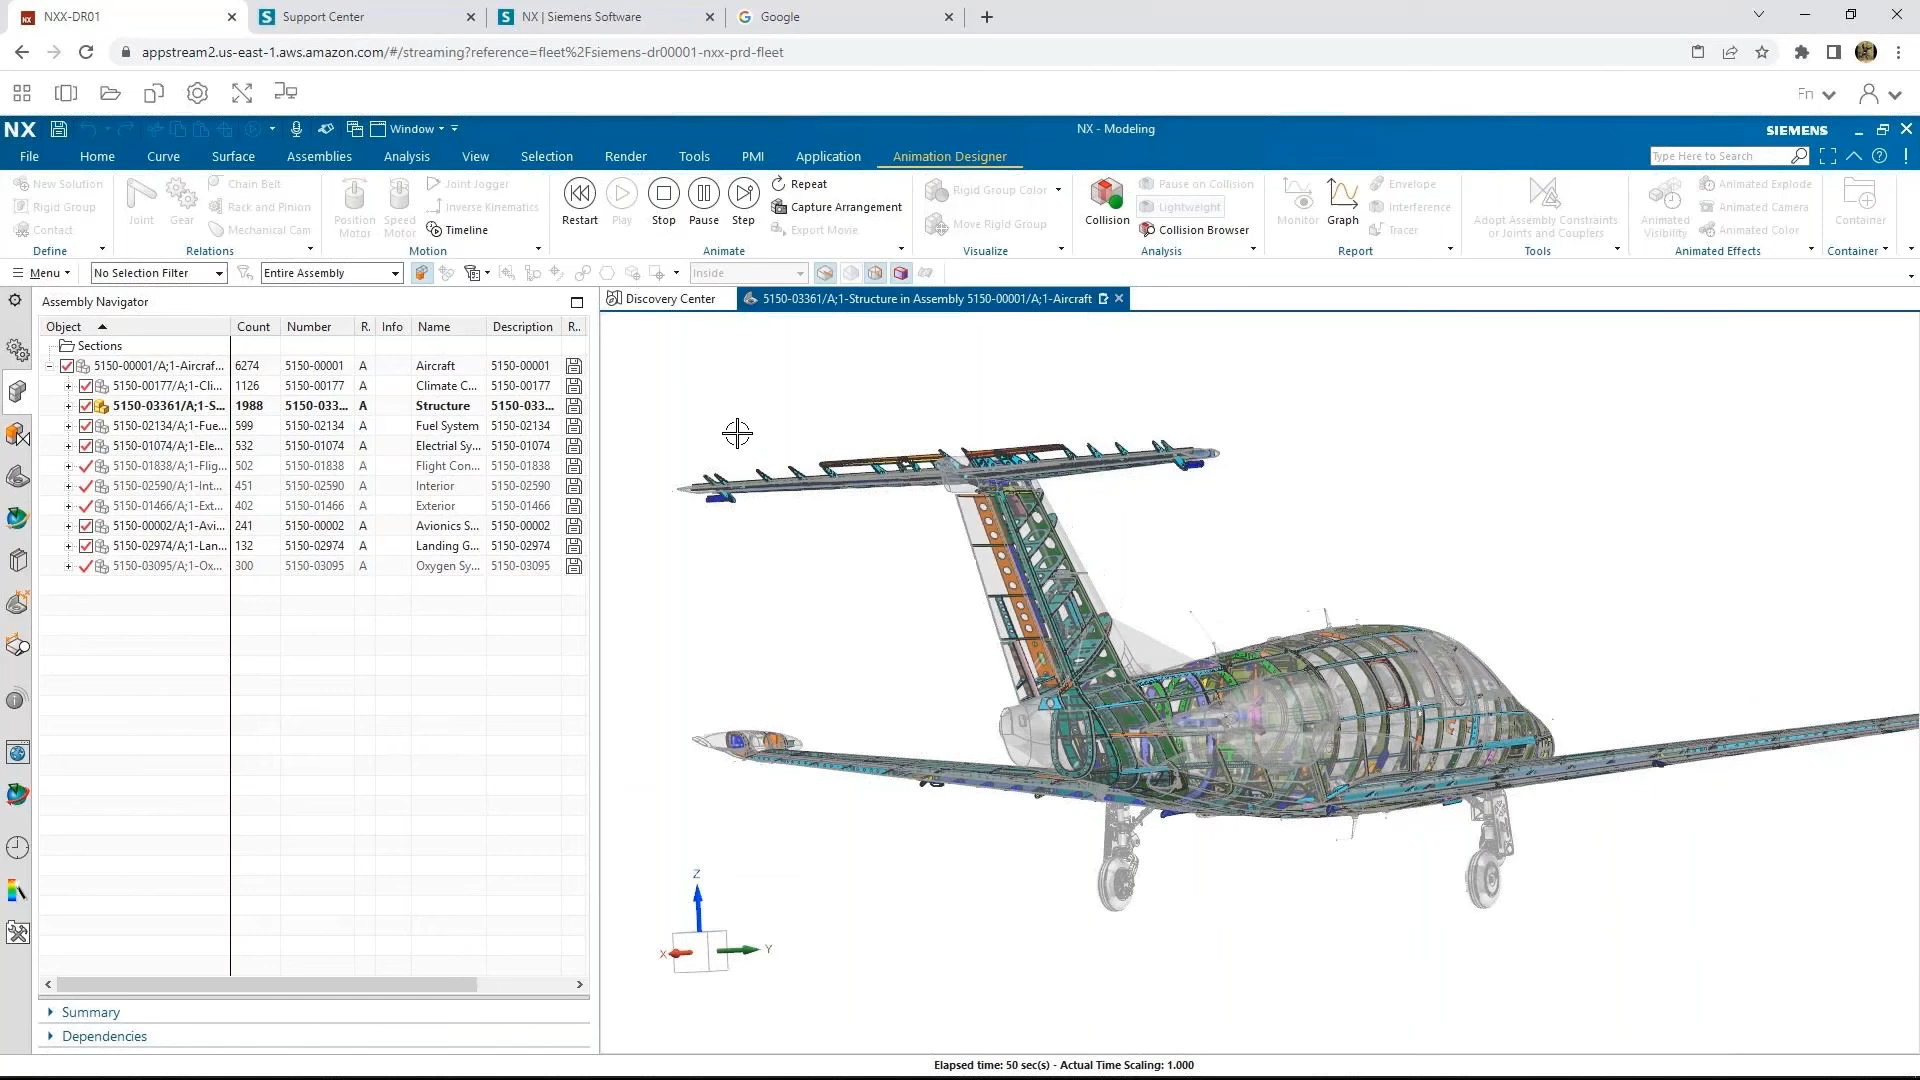 NXX-DR01
Support Center
NX | Siemens Software
Google
appstream2.us-east-1.aws.amazon.com/#/streaming?reference=fleet%2Fsiemens-dr00001-nxx-prd-fleet
Fn
NX
Window
NX - Modeling
SIEMENS
File Home Curve Surface Assemblies Analysis View Selection Render Tools PMI Application Animation Designer
Type Here to Search
New Solution
Rigid Group
Contact
Define
Joint
Gear
Chain Belt
Rack and Pinion
Mechanical Cam
Relations
Position Motor
Speed Motor
Joint Jogger
Inverse Kinematics
Timeline
Motion
Restart
Play
Stop
Pause
Step
Repeat
Capture Arrangement
Export Movie
Animate
Rigid Group Color
Move Rigid Group
Visualize
Collision
Pause on Collision
Lightweight
Collision Browser
Analysis
Monitor
Graph
Envelope
Interference
Tracer
Report
Adopt Assembly Constraints
or Joints and Couplers
Tools
Animated Visibility
Animated Explode
Animated Camera
Animated Color
Animated Effects
Container
Container
Menu
No Selection Filter
Entire Assembly
Inside
Assembly Navigator
Discovery Center
5150-03361/A;1-Structure in Assembly 5150-00001/A;1-Aircraft
Object Count Number R. Info Name Description R..
Sections
5150-00001/A;1-Aircraf... 6274 5150-00001 A Aircraft 5150-00001
5150-00177/A;1-Cli... 1126 5150-00177 A Climate C... 5150-00177
5150-03361/A;1-S... 1988 5150-033... A Structure 5150-033...
5150-02134/A;1-Fue... 599 5150-02134 A Fuel System 5150-02134
5150-01074/A;1-Ele... 532 5150-01074 A Electrial Sy... 5150-01074
5150-01838/A;1-Flig... 502 5150-01838 A Flight Con... 5150-01838
5150-02590/A;1-Int... 451 5150-02590 A Interior 5150-02590
5150-01466/A;1-Ext... 402 5150-01466 A Exterior 5150-01466
5150-00002/A;1-Avi... 241 5150-00002 A Avionics S... 5150-00002
5150-02974/A;1-Lan... 132 5150-02974 A Landing G... 5150-02974
5150-03095/A;1-Ox... 300 5150-03095 A Oxygen Sy... 5150-03095
Z
X
Y
Summary
Dependencies
Elapsed time: 50 sec(s) - Actual Time Scaling: 1.000